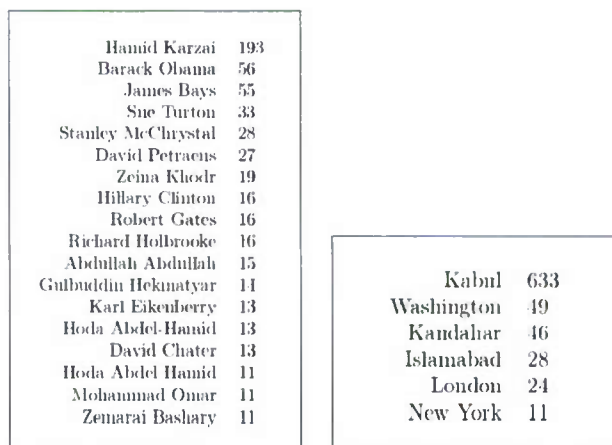 Hamid Karzai 193
Barack Obama 56
James Bays 55
Sue Turton 33
Stanley McChrystal 28
David Petraeus 27
Zeina Khodr 19
Hillary Clinton 16
Robert Gates 16
Richard Holbrooke 16
Abdullah Abdullah 15
Gulbuddin Hekmatyar 14
Karl Eikenberry 13
Hoda Abdel-Hamid 13
David Chater 13
Hoda Abdel Hamid 11
Mohammad Omar 11
Zemarai Bashary 11
Kabul 633
Washington 49
Kandahar 46
Islamabad 28
London 24
New York 11